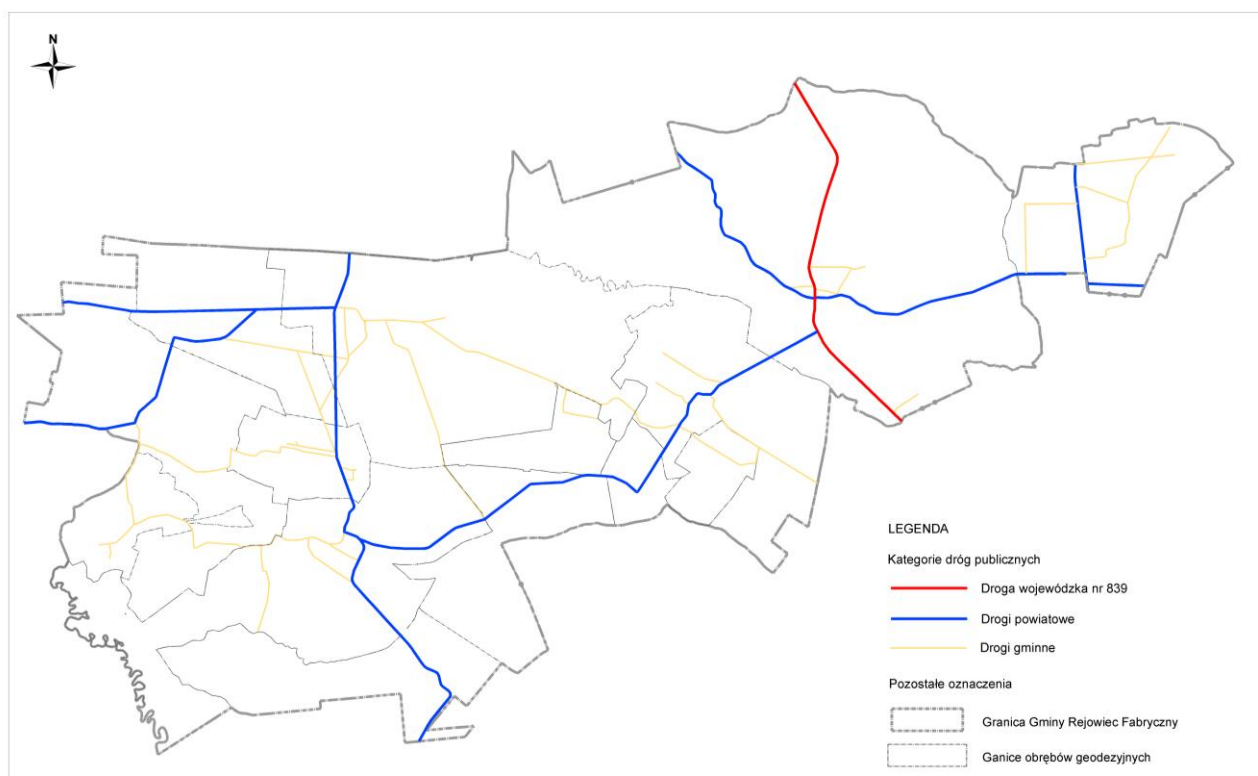 N
LEGENDA
Kategorie dróg publicznych
Droga wojewódzka nr 839
Drogi powiatowe
Drogi gminne
Pozostałe oznaczenia
Granica Gminy Rejowiec Fabryczny
Ganice obrębów geodezyjnych